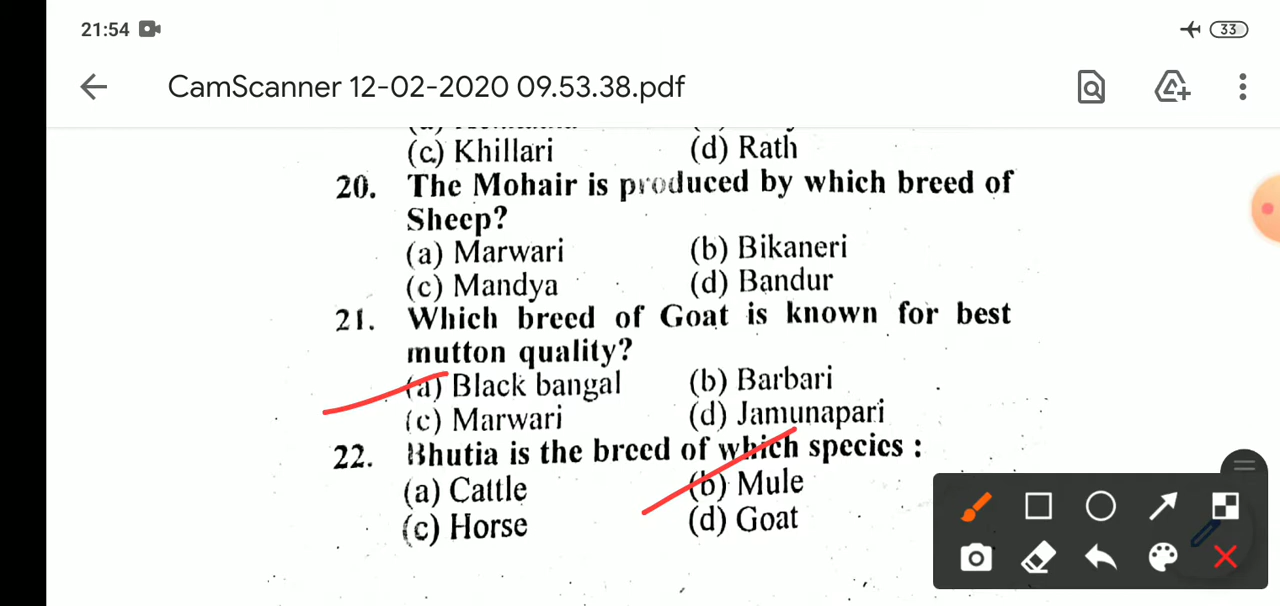 21:54
33
CamScanner 12-02-2020 09.53.38.pdf
(c) Khillari (d) Rath
20. The Mohair is produced by which breed of
Sheep?
(a) Marwari (b) Bikaneri
(c) Mandya (d) Bandur
21. Which breed of Goat is known for best
mutton quality?
(a) Black bangal (b) Barbari
(c) Marwari (d) Jamunapari
22. Bhutia is the breed of which species :
(a) Cattle (b) Mule
(c) Horse (d) Goat